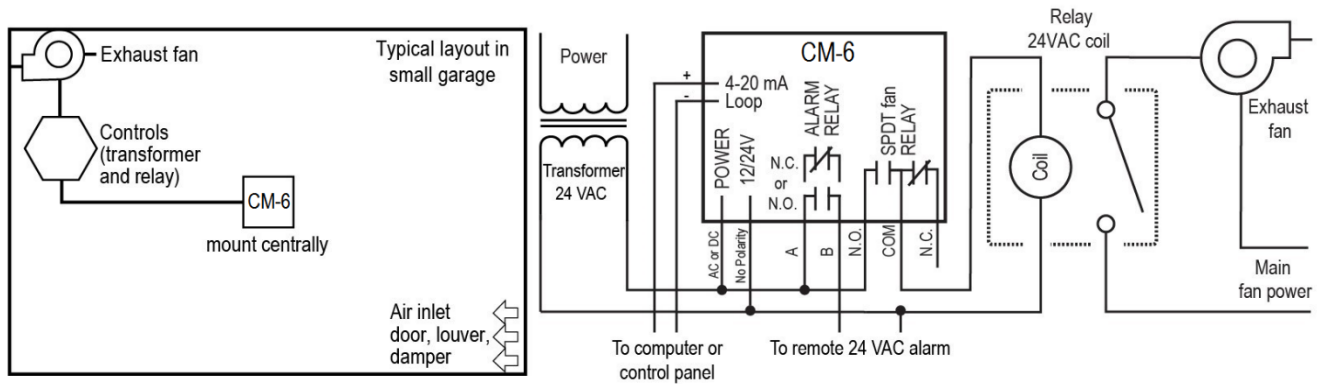 Exhaust fan
Typical layout in
small garage
Controls
(transformer
and relay)
CM-6
mount centrally
Air inlet
door, louver,
damper
Power
Transformer
24 VAC
CM-6
+
4-20 mA
-
Loop
POWER
12/24V
ALARM
RELAY
N.C.
or
N.O.
SPDT fan
RELAY
AC or DC
No Polarity
A
B
N.O.
COM
N.C.
To computer or
control panel
To remote 24 VAC alarm
Relay
24VAC coil
Coil
Exhaust
fan
Main
fan power